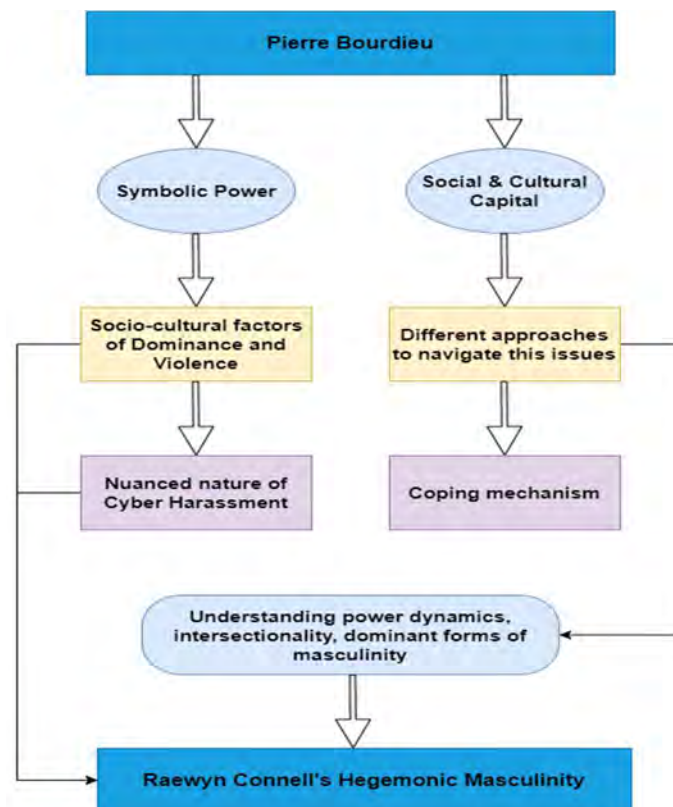 Pierre Bourdieu
Symbolic Power
Social & Cultural
Capital
Socio-cultural factors
of Dominance and
Violence
Different approaches
to navigate this issues
Nuanced nature of
Cyber Harassment
Coping mechanism
Understanding power dynamics,
intersectionality, dominant forms of
masculinity
Raewyn Connell's Hegemonic Masculinity